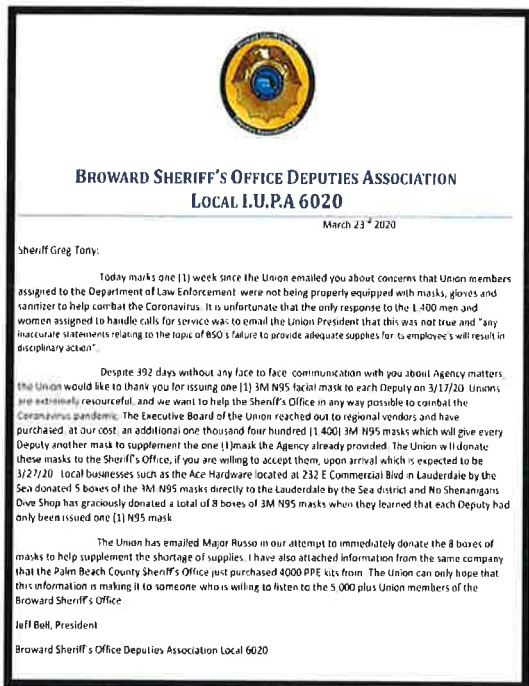 BROWARD SHERIFF'S OFFICE DEPUTIES ASSOCIATION
LOCAL I.U.P.A 6020
March 23rd 2020
Sheriff Greg Tony:
Today marks one (1) week since the Union emailed you about concerns that Union members
assigned to the Department of Law Enforcement were not being properly equipped with masks, gloves and
sanitizer to help combat the Coronavirus. It is unfortunate that the only response to the 1,400 men and
women assigned to handle calls for service was to email the Union President that this was not true and "any
inaccurate statements relating to the topic of BSO's failure to provide adequate supplies for its employee's will result in
disciplinary action".
Despite 392 days without any face to face communication with you about Agency matters,
the Union would like to thank you for issuing one (1) 3M N95 facial mask to each Deputy on 3/17/20. Unions
are extremely resourceful, and we want to help the Sheriff's Office in any way possible to combat the
Coronavirus pandemic. The Executive Board of the Union reached out to regional vendors and have
purchased, at our cost, an additional one thousand four hundred (1,400) 3M N95 masks which will give every
Deputy another mask to supplement the one (1)mask the Agency already provided. The Union will donate
these masks to the Sheriff's Office, if you are willing to accept them, upon arrival which is expected to be
3/27/20. Local businesses such as the Ace Hardware located at 232 E Commercial Blvd in Lauderdale by the
Sea donated 5 boxes of the 3M N95 masks directly to the Lauderdale by the Sea district and No Shenanigans
Dive Shop has graciously donated a total of 8 boxes of 3M N95 masks when they learned that each Deputy had
only been issued one (1) N95 mask
The Union has emailed Major Russo in our attempt to immediately donate the 8 boxes of
masks to help supplement the shortage of supplies. I have also attached information from the same company
that the Palm Beach County Sheriff's Office just purchased 4000 PPE kits from. The Union can only hope that
this information is making it to someone who is willing to listen to the 5,000 plus Union members of the
Broward Sheriff's Office
Jeff Bell, President
Broward Sheriff's Office Deputies Association Local 6020